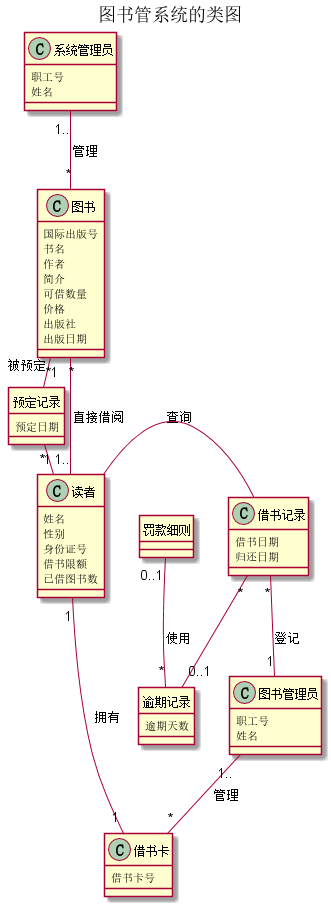 图书管系统的类图
C 系统管理员
职工号
姓名
1..
管理
*
C 图书
国际出版号
书名
作者
简介
可借数量
价格
出版社
出版日期
被预定
*1
*
预定记录
预定日期
直接借阅
查询
*1
1..
C 读者
姓名
性别
身份证号
借书限额
已借图书数
C 借书记录
借书日期
归还日期
罚款细则
0..1
使用
*
*
0..1
*
登记
1
1
逾期记录
逾期天数
C 图书管理员
职工号
姓名
拥有
1..
管理
1
*
C 借书卡
借书卡号